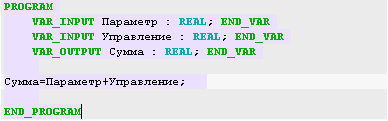 PROGRAM
VAR_INPUT Параметр : REAL; END_VAR
VAR_INPUT Управление : REAL; END_VAR
VAR_OUTPUT Сумма : REAL; END_VAR
Сумма=Параметр+Управление;
END_PROGRAM